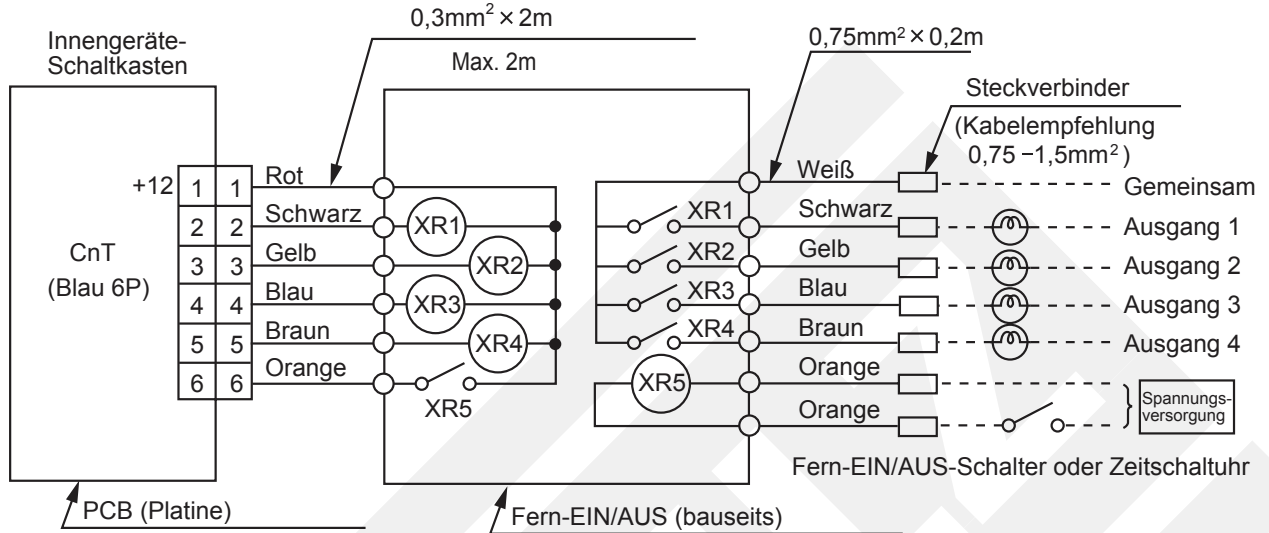 0,3mm² × 2m
Max. 2m
0,75mm² × 0,2m
Innengeräte-
Schaltkasten
Steckverbinder
(Kabelempfehlung
0,75 –1,5mm²)
CnT
(Blau 6P)
+12
1 1 Rot
2 2 Schwarz
3 3 Gelb
4 4 Blau
5 5 Braun
6 6 Orange
XR1
XR2
XR3
XR4
XR5
XR1
XR2
XR3
XR4
XR5
Weiß
Gemeinsam
Schwarz
Ausgang 1
Gelb
Ausgang 2
Blau
Ausgang 3
Braun
Ausgang 4
Orange
Orange
Spannungs-
versorgung
Fern-EIN/AUS-Schalter oder Zeitschaltuhr
PCB (Platine)
Fern-EIN/AUS (bauseits)